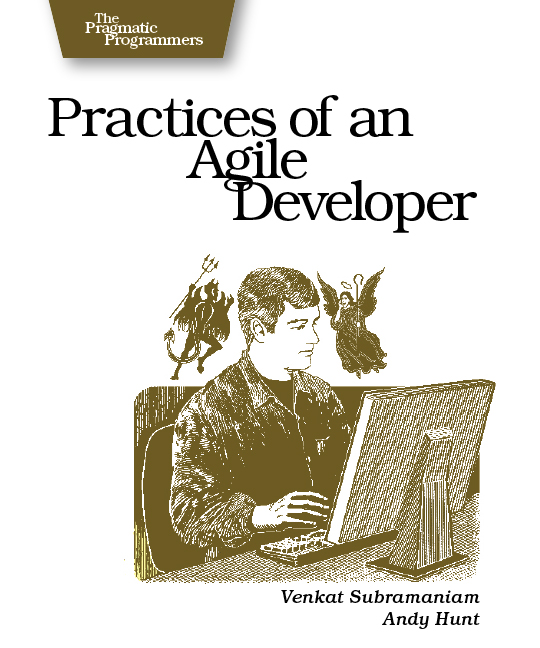 The
Pragmatic
Programmers
Practices of an
Agile
Developer
Venkat Subramaniam
Andy Hunt